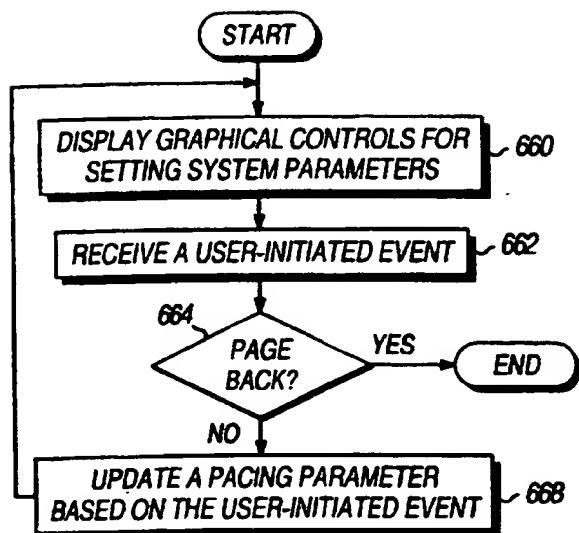 START
DISPLAY GRAPHICAL CONTROLS FOR
SETTING SYSTEM PARAMETERS
660
RECEIVE A USER-INITIATED EVENT
662
664
PAGE
BACK?
YES
END
NO
UPDATE A PACING PARAMETER
BASED ON THE USER-INITIATED EVENT
668